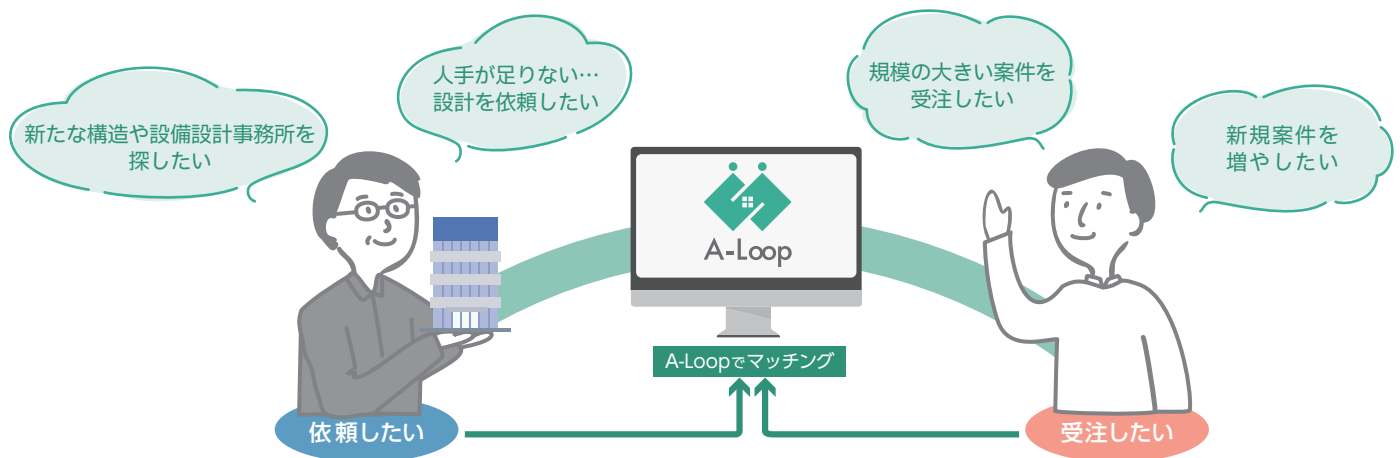 新たな構造や設備設計事務所を
探したい
人手が足りない…
設計を依頼したい
規模の大きい案件を
受注したい
新規案件を
増やしたい
A-Loop
A-Loopでマッチング
依頼したい
受注したい